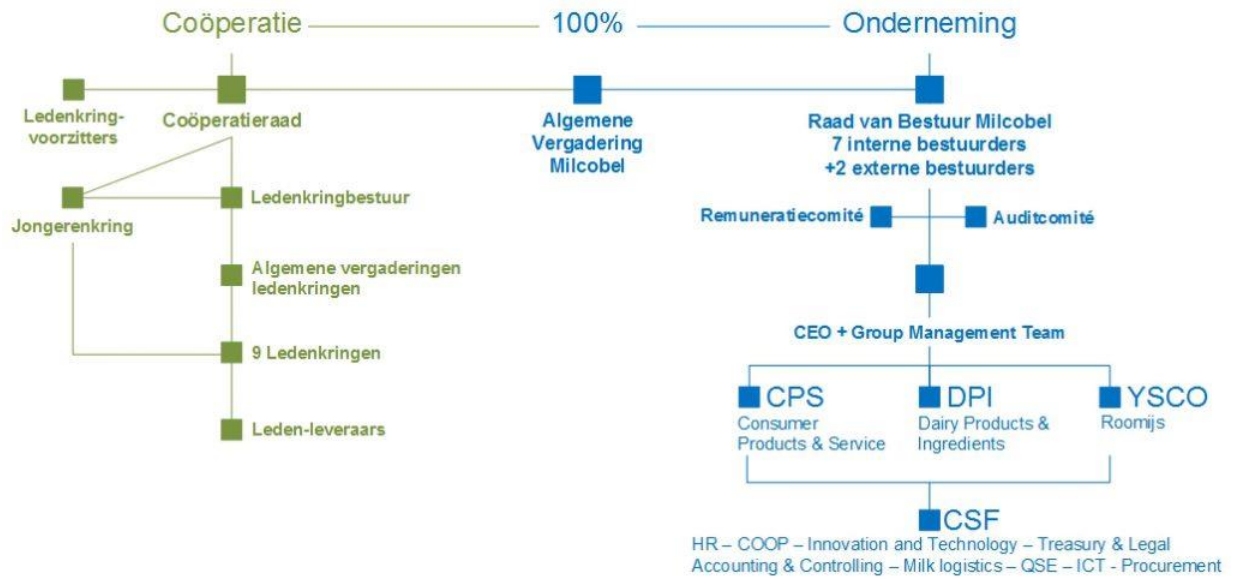 Coöperatie
100%
Onderneming
Ledenkring-
voorzitters
Coöperatieraad
Algemene
Vergadering
Milcobel
Raad van Bestuur Milcobel
7 interne bestuurders
+2 externe bestuurders
Jongerenkring
Ledenkringbestuur
Remuneratiecomité
Auditcomité
Algemene vergaderingen
ledenkringen
CEO + Group Management Team
9 Ledenkringen
Leden-leveraars
CPS
Consumer
Products & Service
DPI
Dairy Products &
Ingredients
YSCO
Roomijs
CSF
HR – COOP – Innovation and Technology – Treasury & Legal
Accounting & Controlling – Milk logistics – QSE – ICT - Procurement